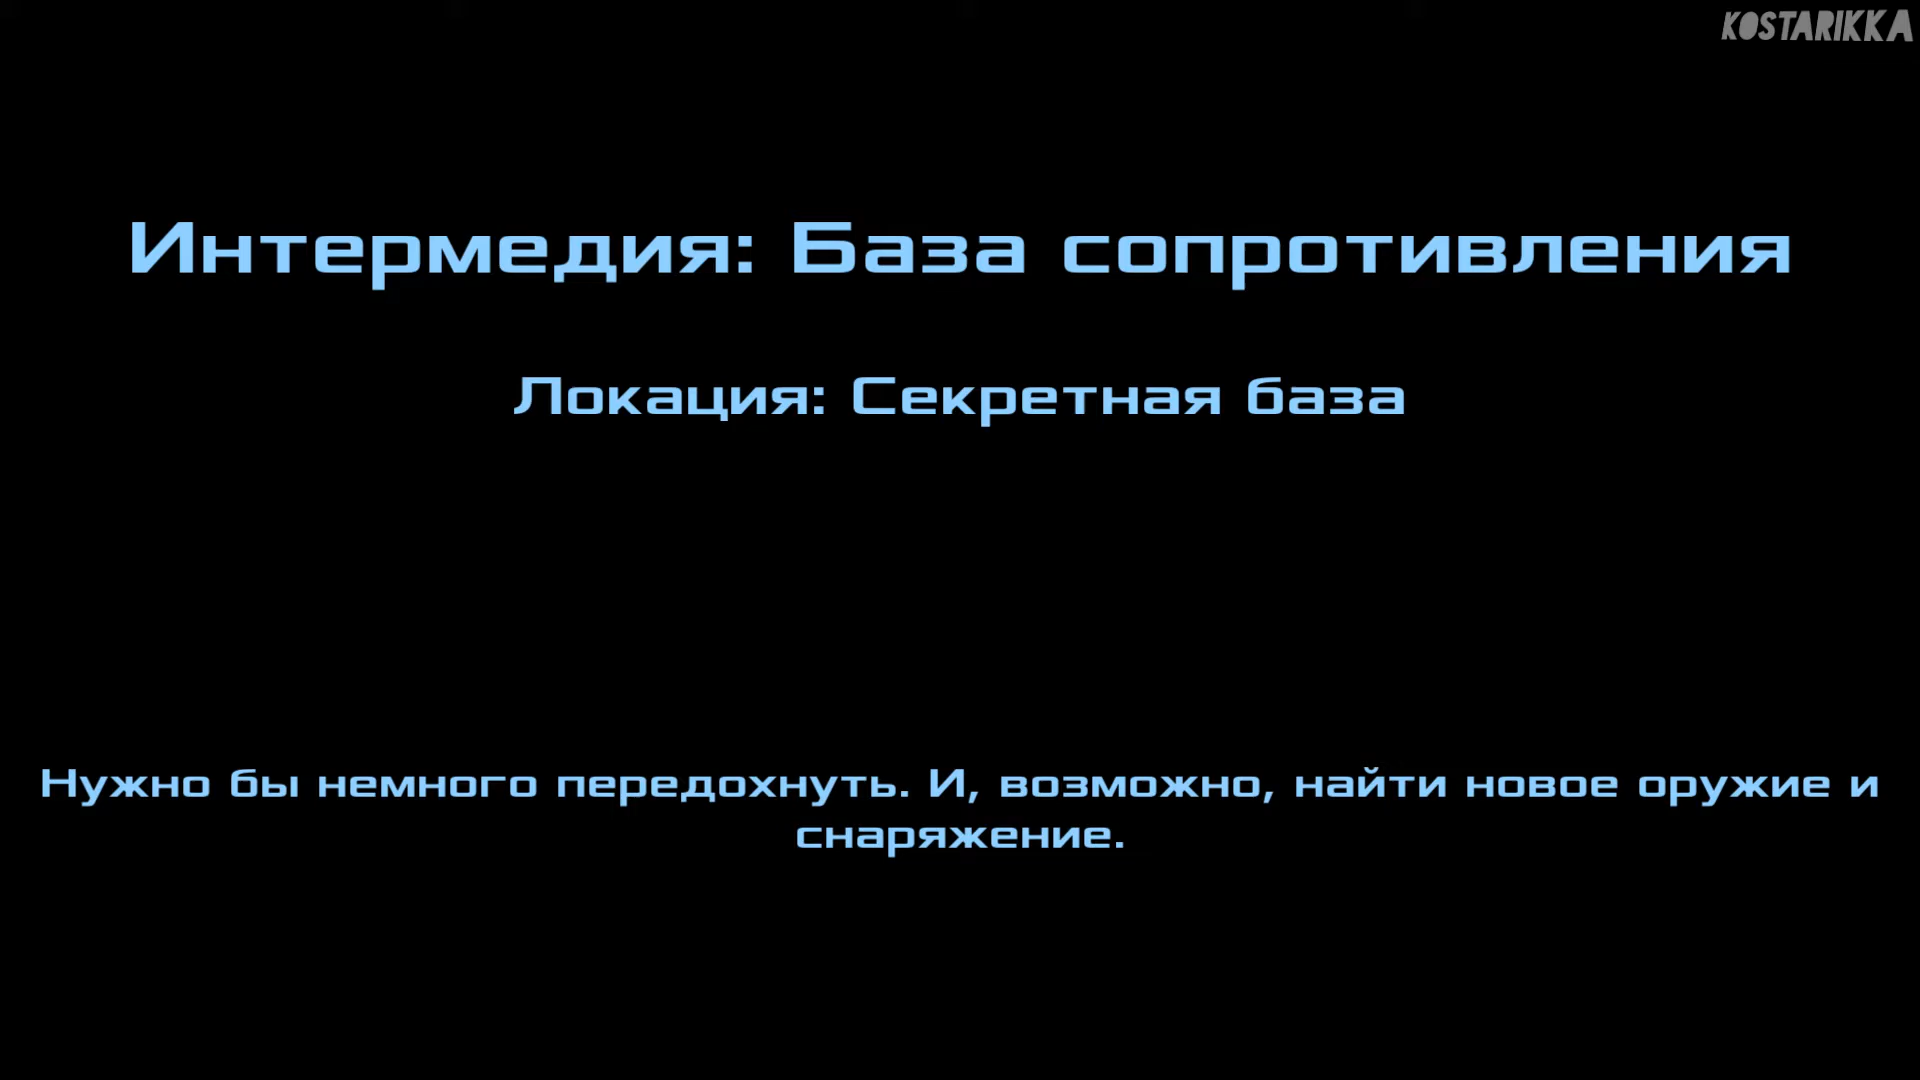 KOSTARIKKA
Интермедия: База сопротивления
Локация: Секретная база
Нужно бы немного передохнуть. И, возможно, найти новое оружие и
снаряжение.